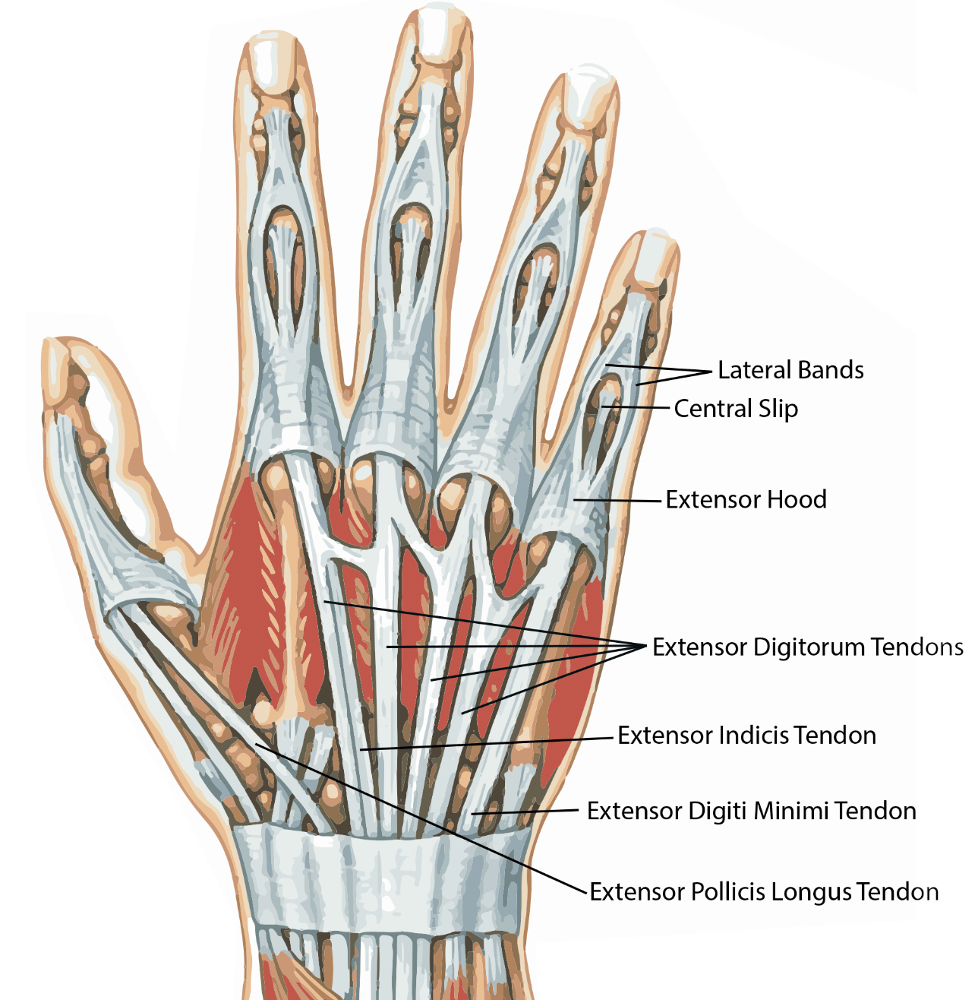 Lateral Bands
Central Slip
Extensor Hood
Extensor Digitorum Tendons
Extensor Indicis Tendon
Extensor Digiti Minimi Tendon
Extensor Pollicis Longus Tendon